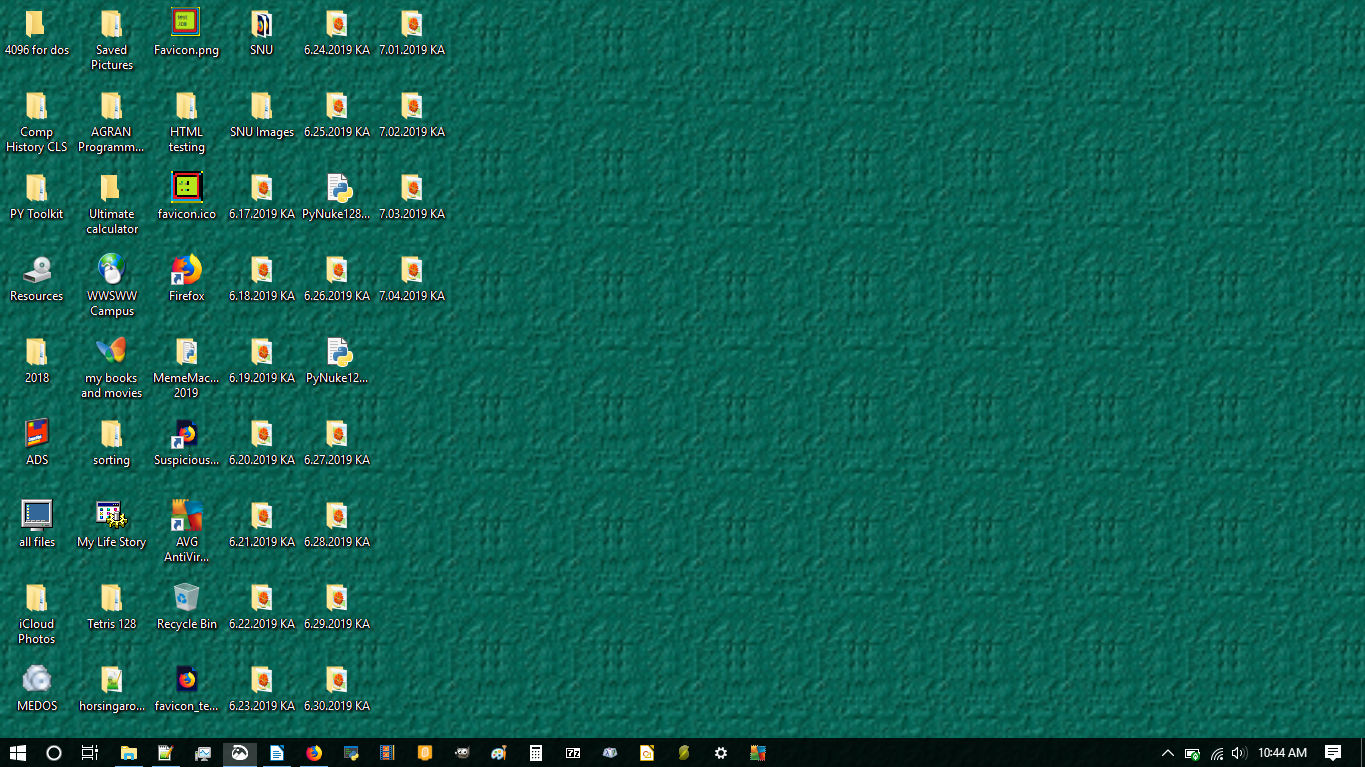 4096 for dos
Saved
Pictures
Favicon.png
SNU
6.24.2019 KA
7.01.2019 KA
Comp
History CLS
AGRAN
Programm...
HTML
testing
SNU Images
6.25.2019 KA
7.02.2019 KA
PY Toolkit
Ultimate
calculator
favicon.ico
6.17.2019 KA
PyNuke128...
7.03.2019 KA
Resources
WWSWW
Campus
Firefox
6.18.2019 KA
6.26.2019 KA
7.04.2019 KA
2018
my books
and movies
MemeMac...
2019
6.19.2019 KA
PyNuke12...
ADS
sorting
Suspicious...
6.20.2019 KA
6.27.2019 KA
all files
My Life Story
AVG
AntiVir...
6.21.2019 KA
6.28.2019 KA
iCloud
Photos
Tetris 128
Recycle Bin
6.22.2019 KA
6.29.2019 KA
MEDOS
horsingaro...
favicon_te...
6.23.2019 KA
6.30.2019 KA
10:44 AM